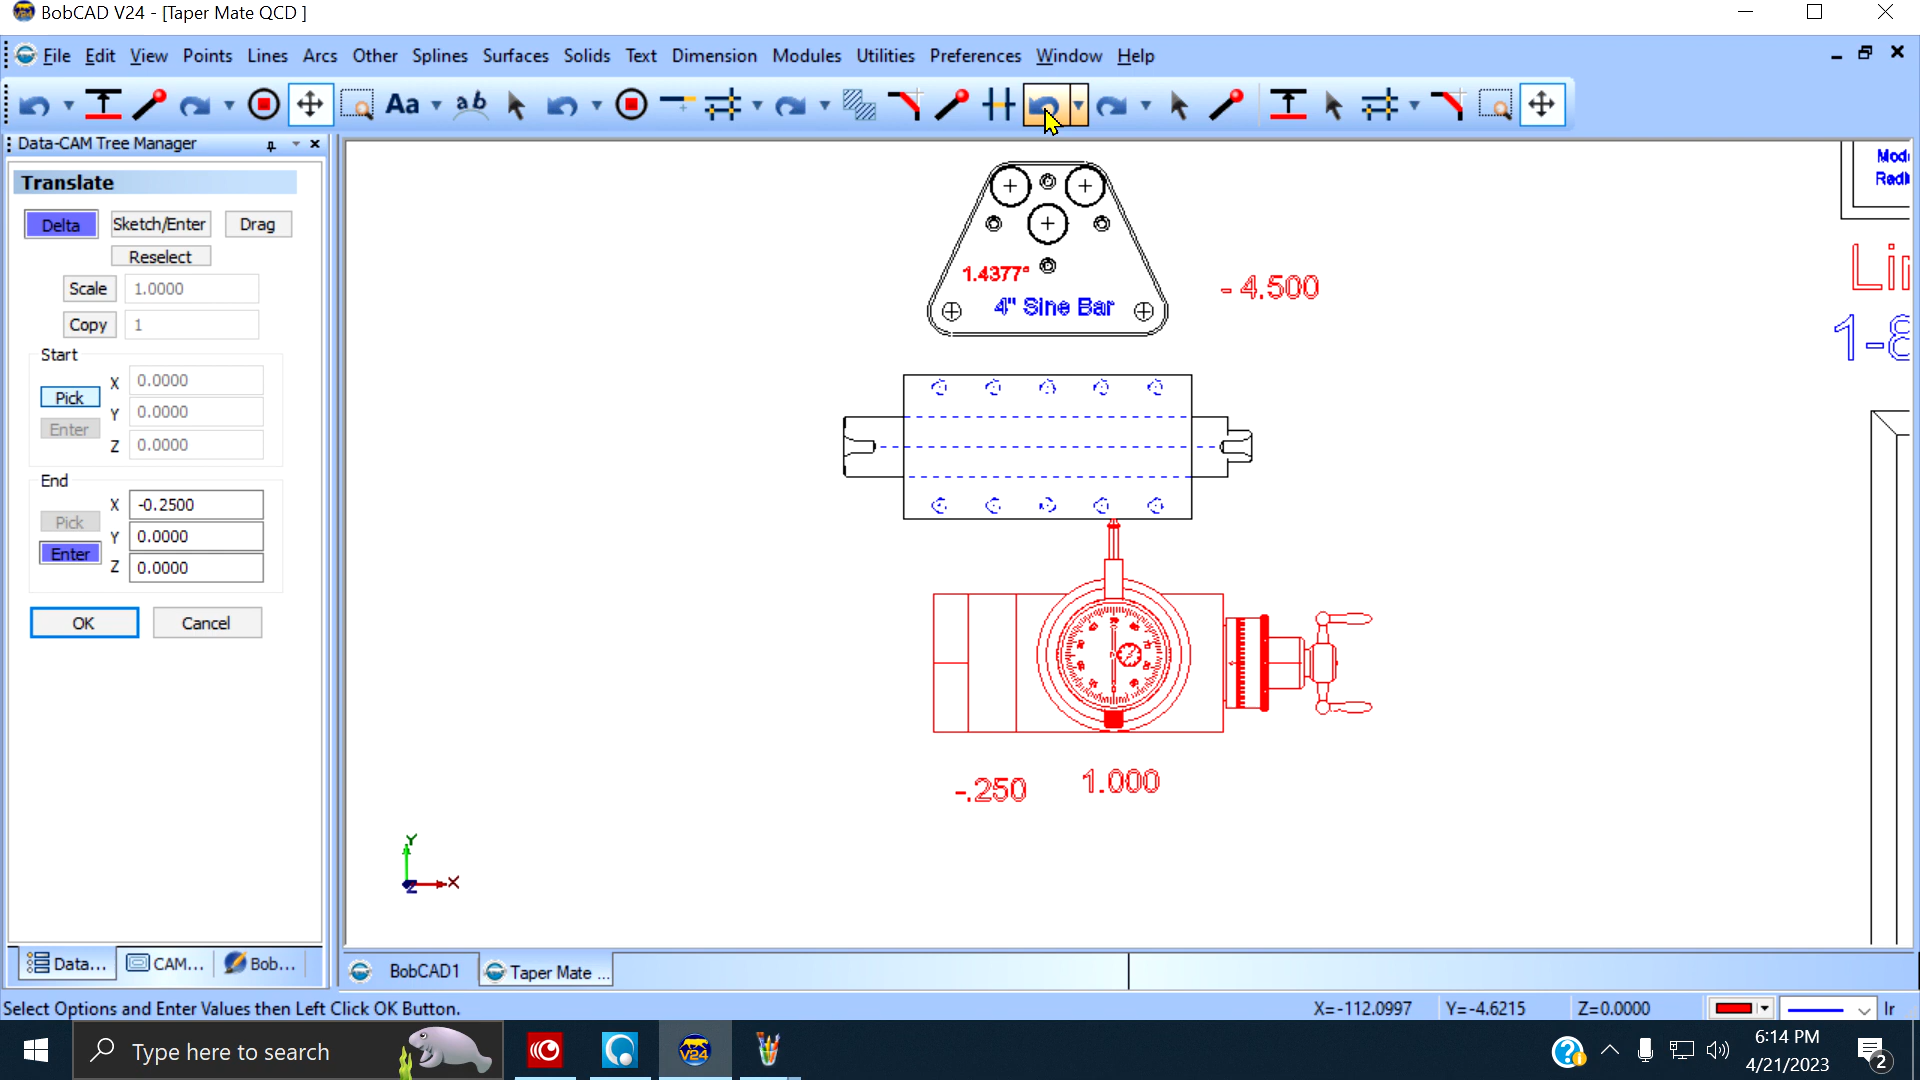 BobCAD V24 - [Taper Mate QCD ]
File Edit View Points Lines Arcs Other Splines Surfaces Solids Text Dimension Modules Utilities Preferences Window Help
Aa ab
Data-CAM Tree Manager
Translate
Delta Sketch/Enter Drag
Reselect
Scale 1.0000
Copy 1
Start
Pick X 0.0000
Y 0.0000
Enter Z 0.0000
End
X -0.2500
Pick Y 0.0000
Enter Z 0.0000
OK Cancel
1.4377°
4" Sine Bar
- 4.500
-.250 1.000
Y
X
Z
Data... CAM... Bob...
BobCAD1 Taper Mate ...
Select Options and Enter Values then Left Click OK Button.
X=-112.0997 Y=-4.6215 Z=0.0000
Type here to search
V24
6:14 PM
4/21/2023
2